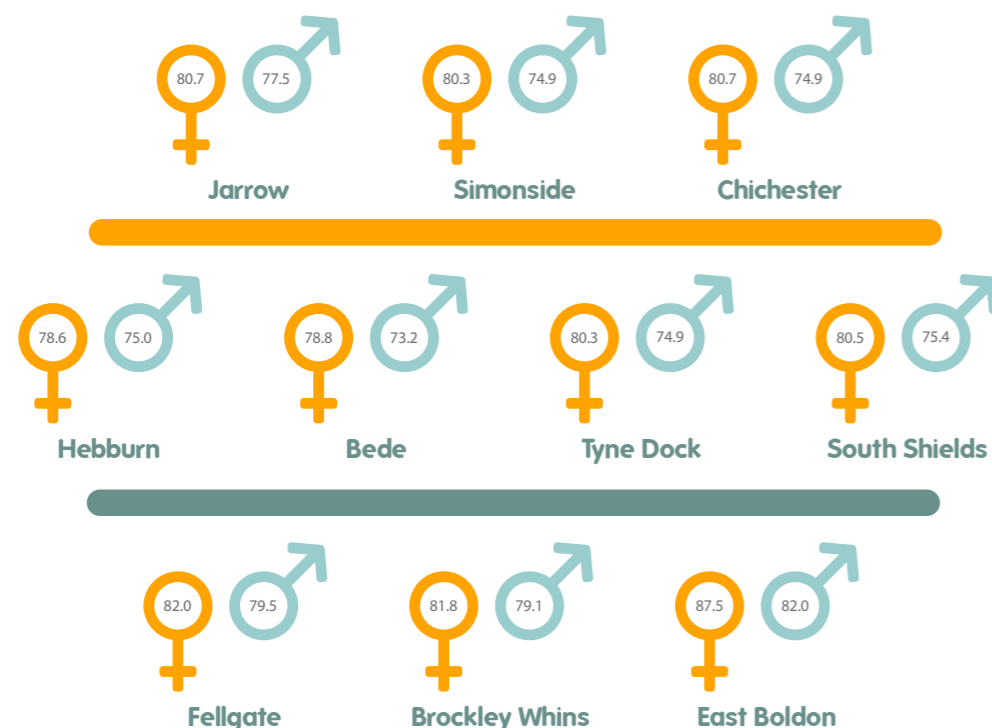 80.7 77.5 80.3 74.9 80.7 74.9
Jarrow Simonside Chichester
78.6 75.0 78.8 73.2 80.3 74.9 80.5 75.4
Hebburn Bede Tyne Dock South Shields
82.0 79.5 81.8 79.1 87.5 82.0
Fellgate Brockley Whins East Boldon